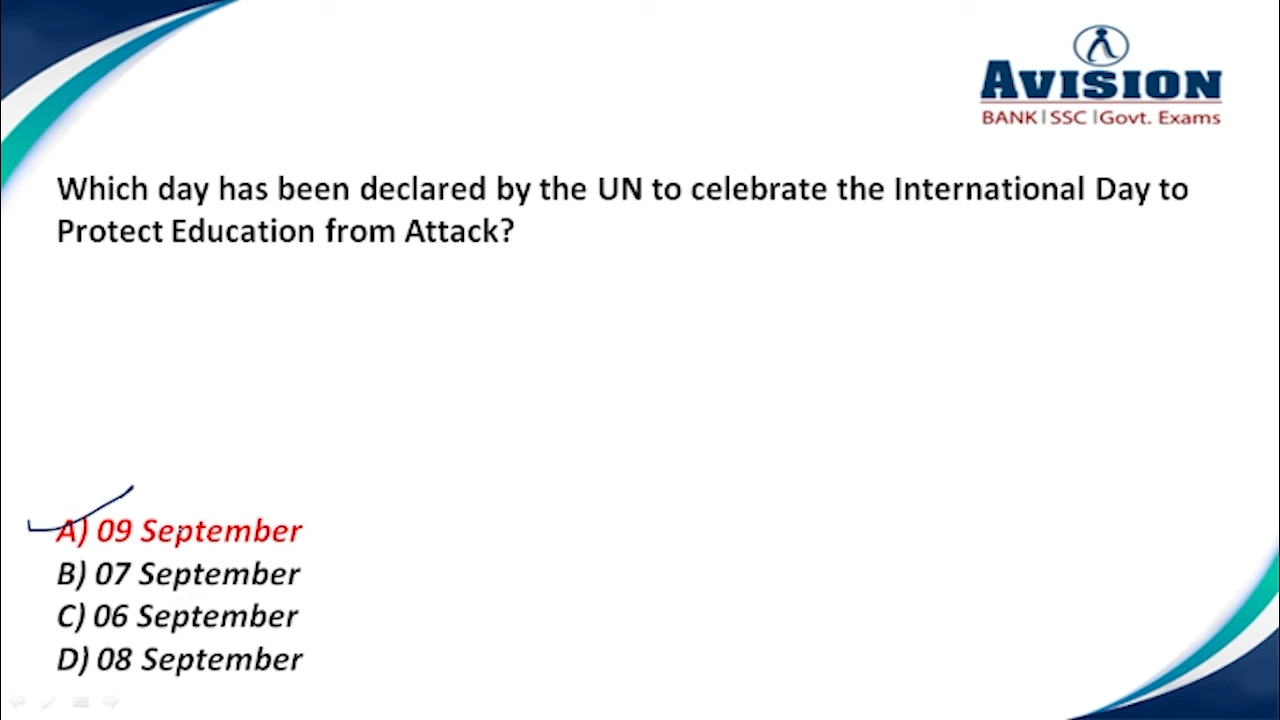 AVISION
BANK | SSC | Govt. Exams
Which day has been declared by the UN to celebrate the International Day to
Protect Education from Attack?
A) 09 September
B) 07 September
C) 06 September
D) 08 September